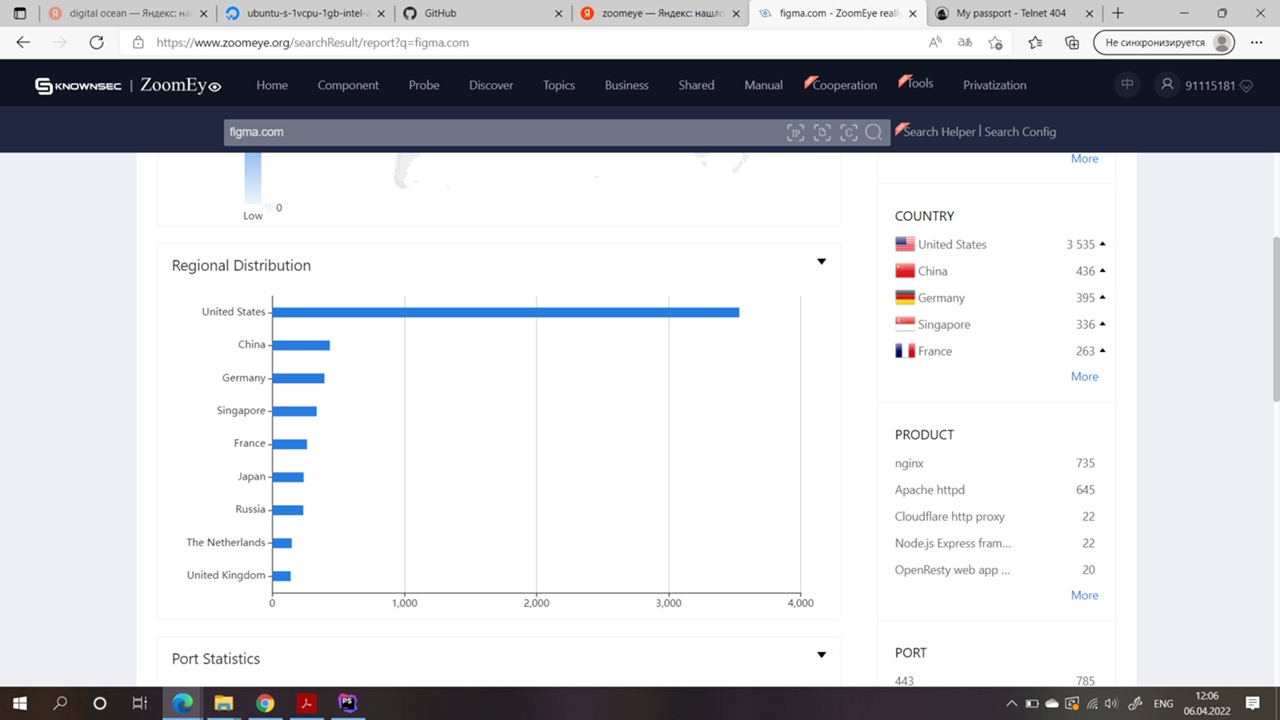 digital ocean — Яндекс: на
ubuntu-s-1vcpu-1gb-intel-
GitHub
zoomeye — Яндекс: нашло
figma.com - ZoomEye reall
My passport - Telnet 404
https://www.zoomeye.org/searchResult/report?q=figma.com
Не синхронизируется
KNOWNSEC | ZoomEye
Home
Component
Probe
Discover
Topics
Business
Shared
Manual
Cooperation
Tools
Privatization
中
91115181
figma.com
IP
D
C
Search Helper | Search Config
More
0
Low
Regional Distribution
United States
China
Germany
Singapore
France
Japan
Russia
The Netherlands
United Kingdom
0
1,000
2,000
3,000
4,000
Port Statistics
COUNTRY
United States 3 535
China 436
Germany 395
Singapore 336
France 263
More
PRODUCT
nginx 735
Apache httpd 645
Cloudflare http proxy 22
Node.js Express fram... 22
OpenResty web app ... 20
More
PORT
443 785
PS
ENG
12:06
06.04.2022